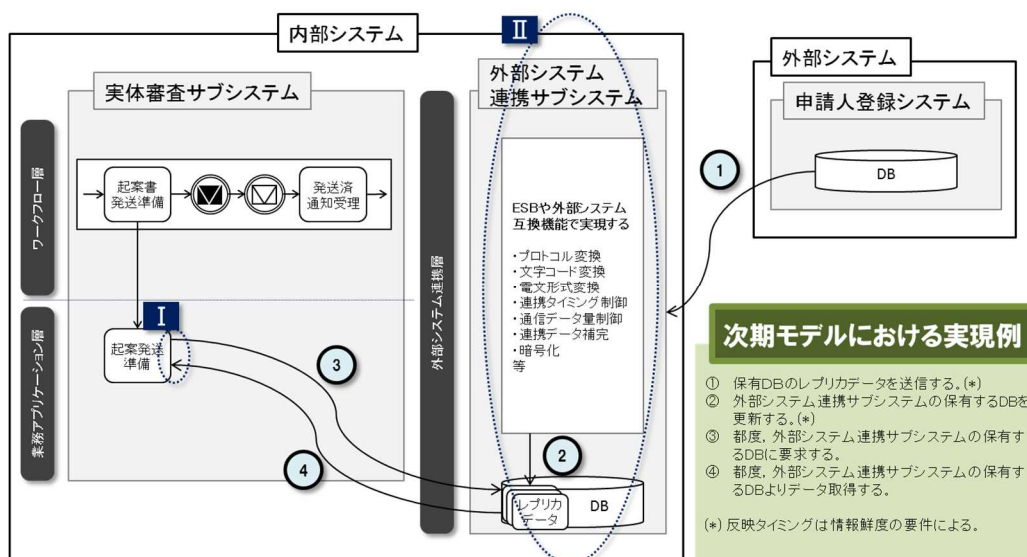 内部システム
Ⅱ
外部システム
実体審査サブシステム
外部システム
連携サブシステム
申請人登録システム
ワークフロー層
起案書
発送準備
発送済
通知受理
①
DB
ESBや外部システム
互換機能で実現する
・プロトコル変換
・文字コード変換
・電文形式変換
・連携タイミング制御
・通信データ量制御
・連携データ補完
・暗号化
等
外部システム連携層
業務アプリケーション層
Ⅰ
起案発送
準備
③
④
②
レプリカ
データ
DB
次期モデルにおける実現例
① 保有DBのレプリカデータを送信する。(*)
② 外部システム連携サブシステムの保有するDBを
更新する。(*)
③ 都度，外部システム連携サブシステムの保有す
るDBに要求する。
④ 都度，外部システム連携サブシステムの保有す
るDBよりデータ取得する。
(*) 反映タイミングは情報鮮度の要件による。